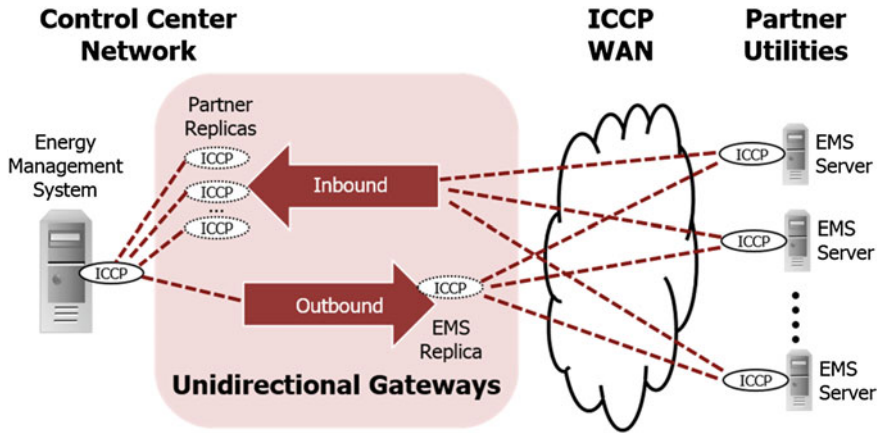 Control Center
Network
ICCP
WAN
Partner
Utilities
Energy
Management
System
ICCP
Partner
Replicas
ICCP
ICCP
...
ICCP
Inbound
Outbound
ICCP
EMS
Replica
Unidirectional Gateways
ICCP
EMS
Server
ICCP
EMS
Server
ICCP
EMS
Server